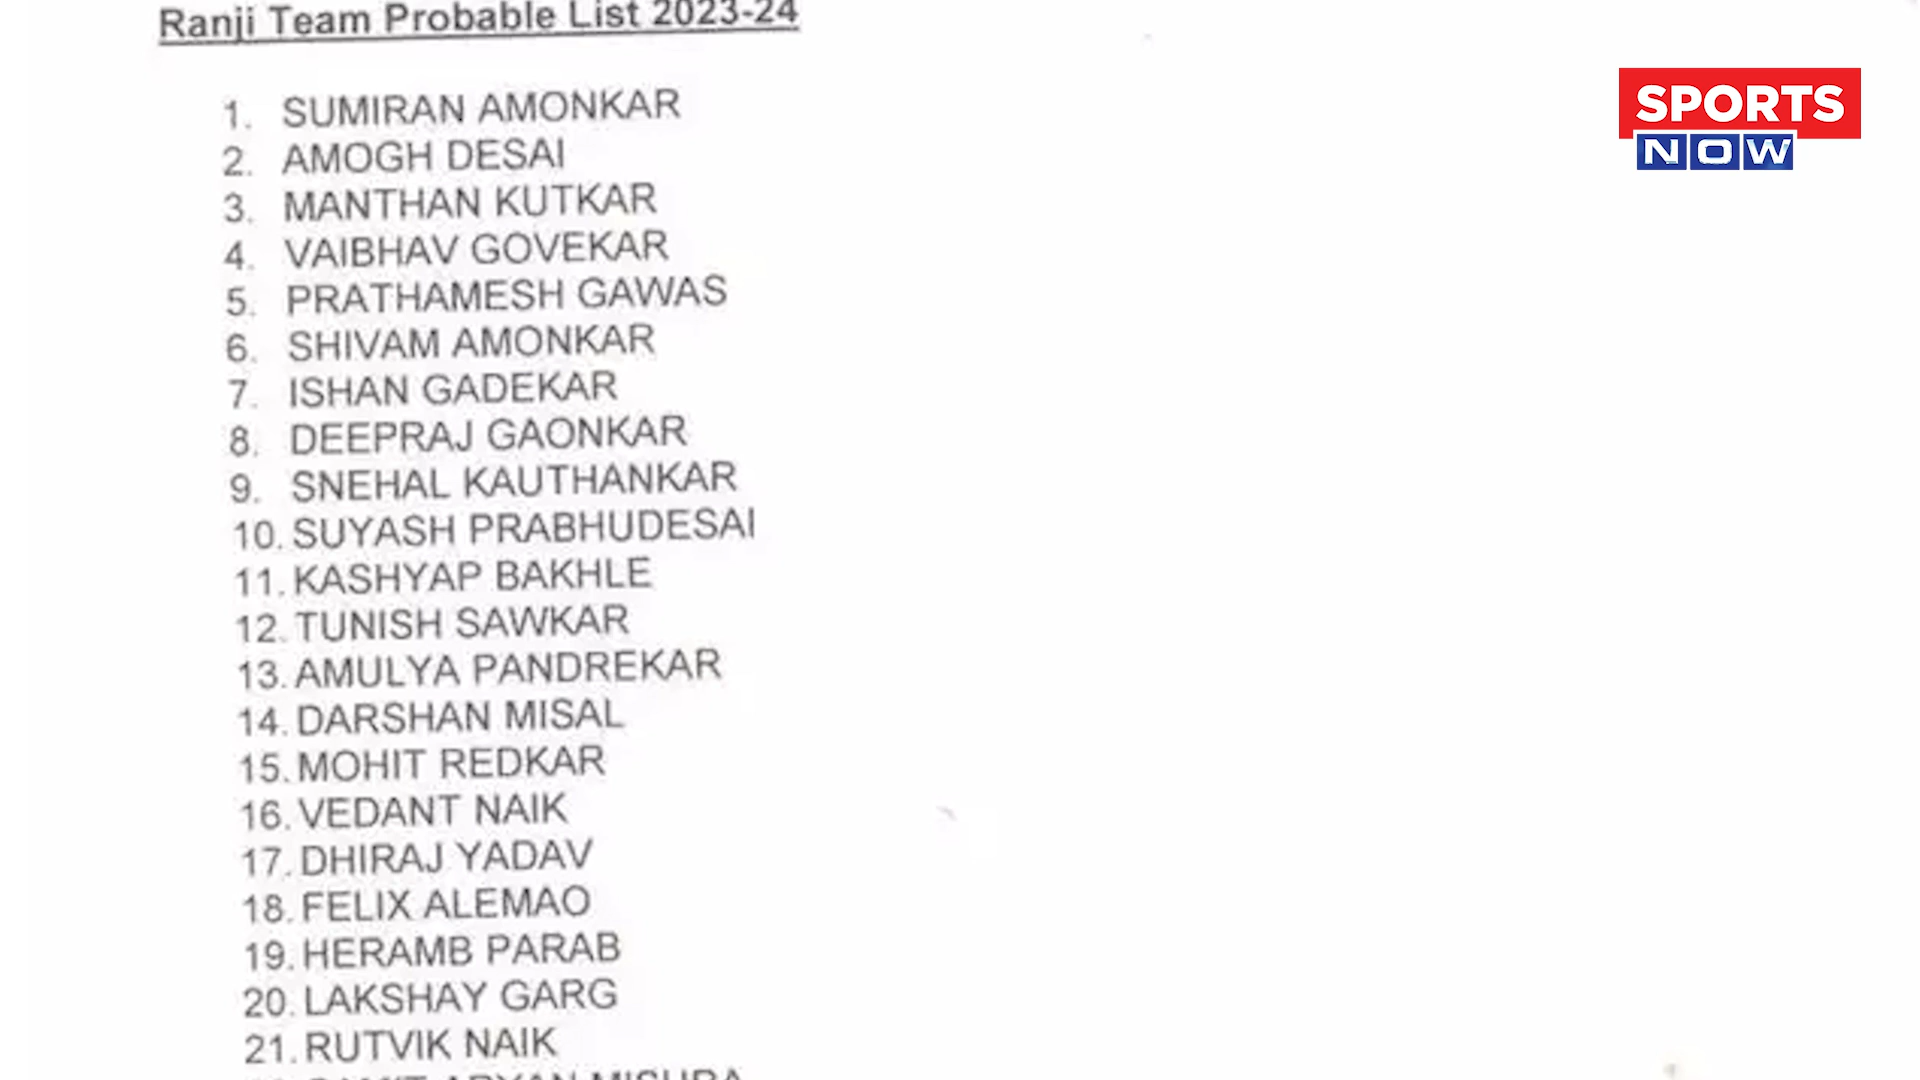 Ranji Team Probable List 2023-24
SPORTS
NOW
1. SUMIRAN AMONKAR
2. AMOGH DESAI
3. MANTHAN KUTKAR
4. VAIBHAV GOVEKAR
5. PRATHAMESH GAWAS
6. SHIVAM AMONKAR
7. ISHAN GADEKAR
8. DEEPRAJ GAONKAR
9. SNEHAL KAUTHANKAR
10. SUYASH PRABHUDESAI
11. KASHYAP BAKHLE
12. TUNISH SAWKAR
13. AMULYA PANDREKAR
14. DARSHAN MISAL
15. MOHIT REDKAR
16. VEDANT NAIK
17. DHIRAJ YADAV
18. FELIX ALEMAO
19. HERAMB PARAB
20. LAKSHAY GARG
21. RUTVIK NAIK
ARYAN MISHRA